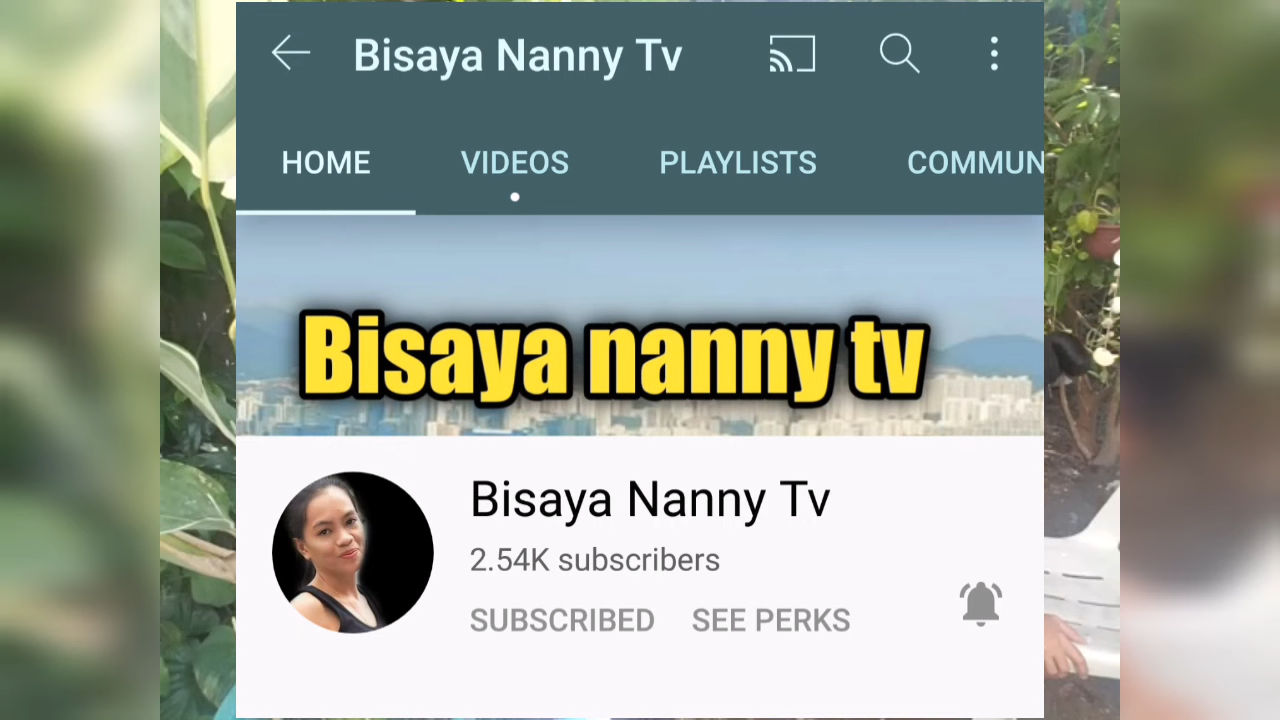 Bisaya Nanny Tv
HOME VIDEOS PLAYLISTS COMMUN
Bisaya nanny tv
Bisaya Nanny Tv
2.54K subscribers
SUBSCRIBED SEE PERKS